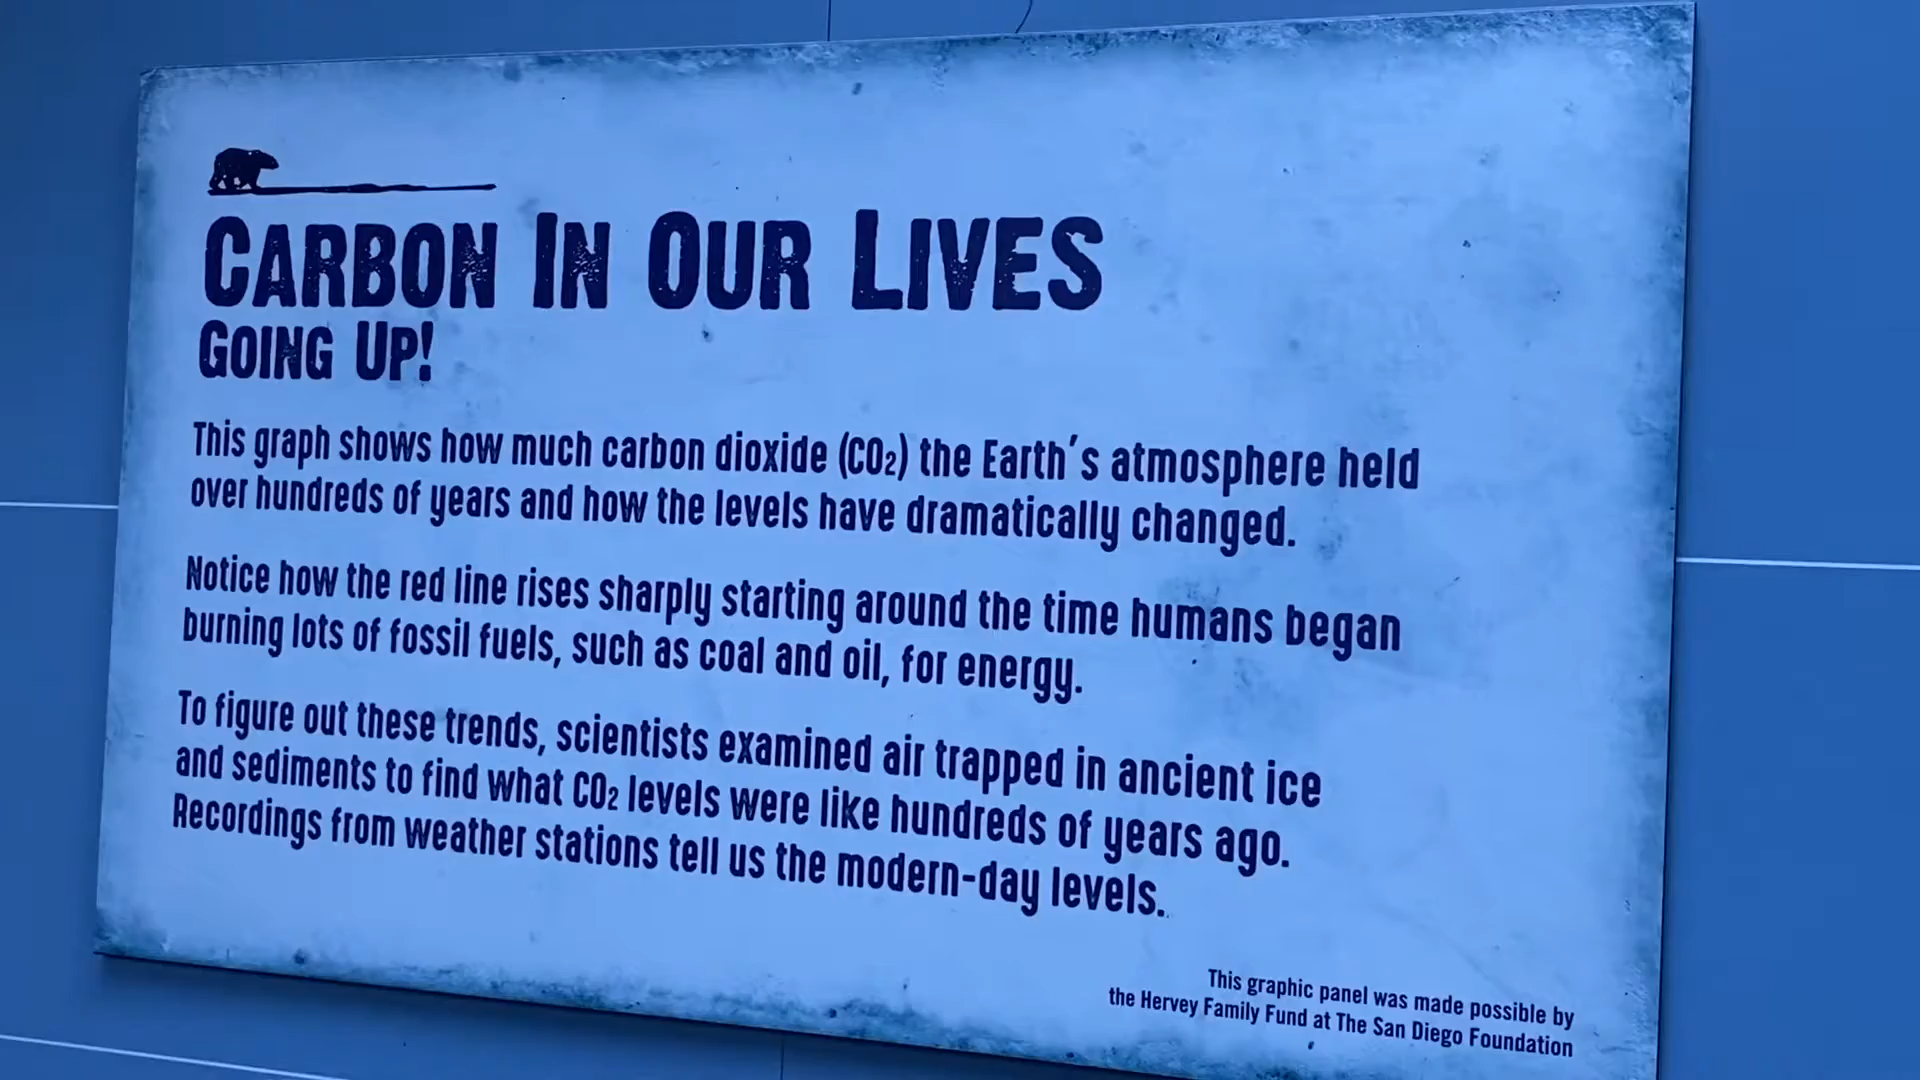 CARBON IN OUR LIVES
GOING UP!
This graph shows how much carbon dioxide (CO₂) the Earth's atmosphere held
over hundreds of years and how the levels have dramatically changed.
Notice how the red line rises sharply starting around the time humans began
burning lots of fossil fuels, such as coal and oil, for energy.
To figure out these trends, scientists examined air trapped in ancient ice
and sediments to find what CO₂ levels were like hundreds of years ago.
Recordings from weather stations tell us the modern-day levels.
This graphic panel was made possible by
the Hervey Family Fund at The San Diego Foundation